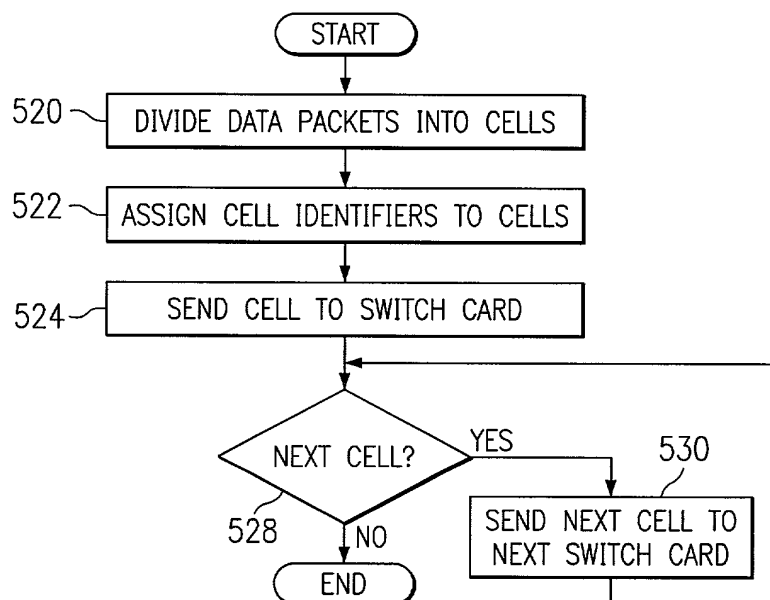 START
520
DIVIDE DATA PACKETS INTO CELLS
522
ASSIGN CELL IDENTIFIERS TO CELLS
524
SEND CELL TO SWITCH CARD
NEXT CELL?
YES
528
NO
530
SEND NEXT CELL TO
NEXT SWITCH CARD
END